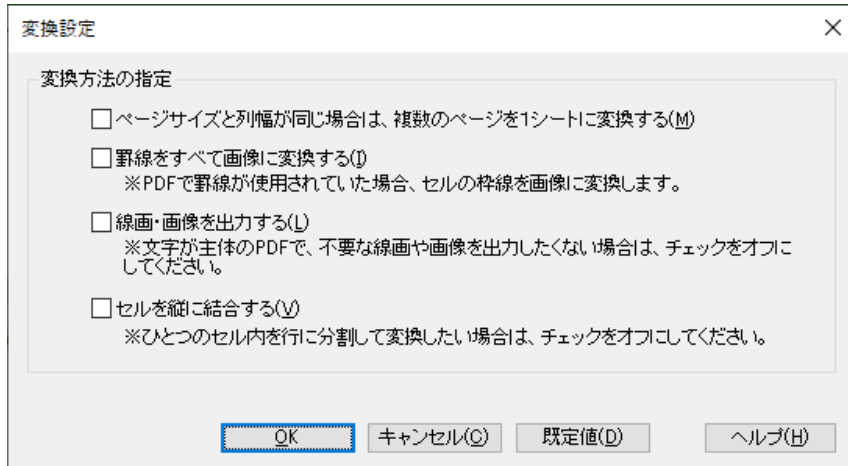 変換設定
変換方法の指定
ページサイズと列幅が同じ場合は、複数のページを1シートに変換する(M)
罫線をすべて画像に変換する(I)
※PDFで罫線が使用されていた場合、セルの枠線を画像に変換します。
線画・画像を出力する(L)
※文字が主体のPDFで、不要な線画や画像を出力したくない場合は、チェックをオフに
してください。
セルを縦に結合する(V)
※ひとつのセル内を行に分割して変換したい場合は、チェックをオフにしてください。
OK
キャンセル(C)
既定値(D)
ヘルプ(H)